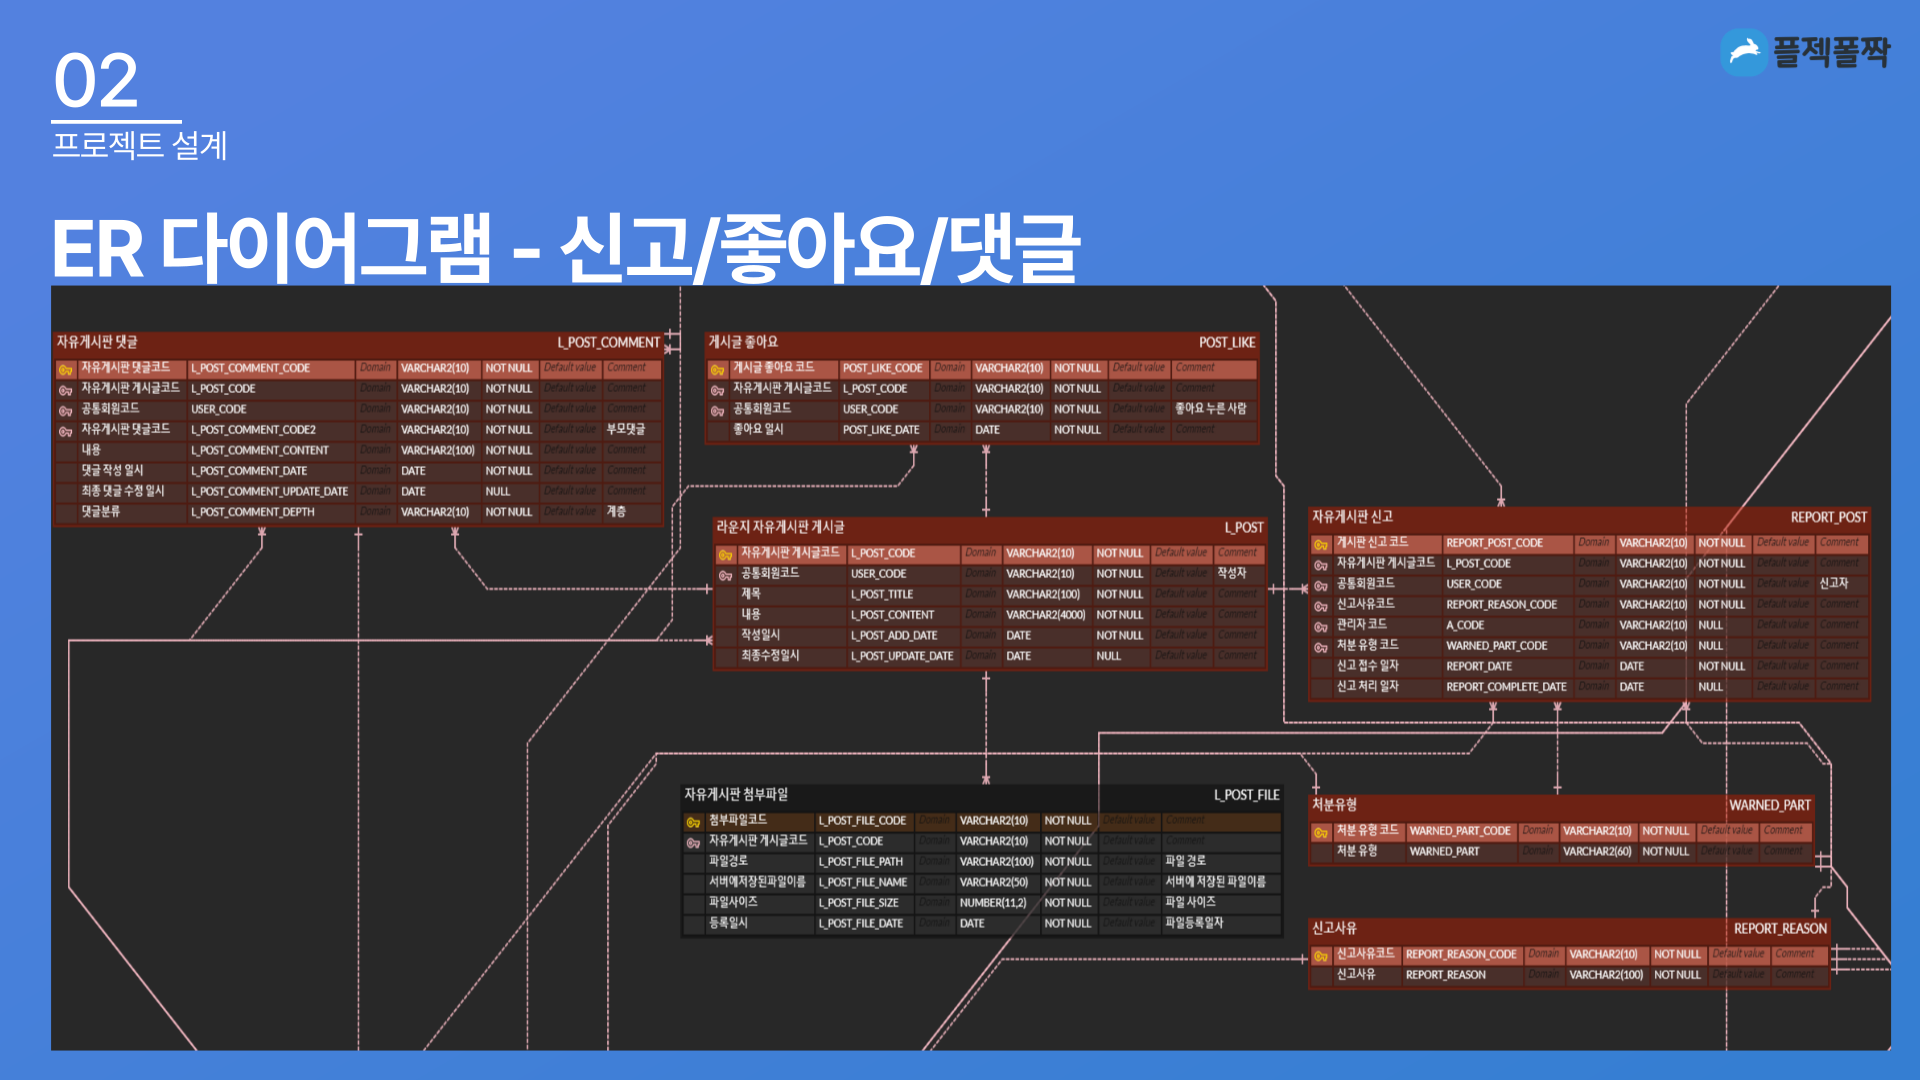 02
프로젝트 설계
플젝폴짝
ER 다이어그램 - 신고/좋아요/댓글
자유게시판 댓글 L_POST_COMMENT
자유게시판 댓글코드 L_POST_COMMENT_CODE Domain VARCHAR2(10) NOT NULL Default value Comment
자유게시판 게시글코드 L_POST_CODE Domain VARCHAR2(10) NOT NULL Default value Comment
공통회원코드 USER_CODE Domain VARCHAR2(10) NOT NULL Default value Comment
자유게시판 댓글코드 L_POST_COMMENT_CODE2 Domain VARCHAR2(10) NOT NULL Default value 부모댓글
내용 L_POST_COMMENT_CONTENT Domain VARCHAR2(100) NOT NULL Default value Comment
댓글 작성 일시 L_POST_COMMENT_DATE Domain DATE NOT NULL Default value Comment
최종 댓글 수정 일시 L_POST_COMMENT_UPDATE_DATE Domain DATE NULL Default value Comment
댓글분류 L_POST_COMMENT_DEPTH Domain VARCHAR2(10) NOT NULL Default value 계층
게시글 좋아요 POST_LIKE
게시글 좋아요 코드 POST_LIKE_CODE Domain VARCHAR2(10) NOT NULL Default value Comment
자유게시판 게시글코드 L_POST_CODE Domain VARCHAR2(10) NOT NULL Default value Comment
공통회원코드 USER_CODE Domain VARCHAR2(10) NOT NULL Default value 좋아요 누른 사람
좋아요 일시 POST_LIKE_DATE Domain DATE NOT NULL Default value Comment
라운지 자유게시판 게시글 L_POST
자유게시판 게시글코드 L_POST_CODE Domain VARCHAR2(10) NOT NULL Default value Comment
공통회원코드 USER_CODE Domain VARCHAR2(10) NOT NULL Default value 작성자
제목 L_POST_TITLE Domain VARCHAR2(100) NOT NULL Default value Comment
내용 L_POST_CONTENT Domain VARCHAR2(4000) NOT NULL Default value Comment
작성일시 L_POST_ADD_DATE Domain DATE NOT NULL Default value Comment
최종수정일시 L_POST_UPDATE_DATE Domain DATE NULL Default value Comment
자유게시판 신고 REPORT_POST
게시판 신고 코드 REPORT_POST_CODE Domain VARCHAR2(10) NOT NULL Default value Comment
자유게시판 게시글코드 L_POST_CODE Domain VARCHAR2(10) NOT NULL Default value Comment
공통회원코드 USER_CODE Domain VARCHAR2(10) NOT NULL Default value 신고자
신고사유코드 REPORT_REASON_CODE Domain VARCHAR2(10) NOT NULL Default value Comment
관리자 코드 A_CODE Domain VARCHAR2(10) NULL Default value Comment
처분 유형 코드 WARNED_PART_CODE Domain VARCHAR2(10) NULL Default value Comment
신고 접수 일자 REPORT_DATE Domain DATE NOT NULL Default value Comment
신고 처리 일자 REPORT_COMPLETE_DATE Domain DATE NULL Default value Comment
자유게시판 첨부파일 L_POST_FILE
첨부파일코드 L_POST_FILE_CODE Domain VARCHAR2(10) NOT NULL Default value Comment
자유게시판 게시글코드 L_POST_CODE Domain VARCHAR2(10) NOT NULL Default value Comment
파일경로 L_POST_FILE_PATH Domain VARCHAR2(100) NOT NULL Default value 파일 경로
서버에저장된파일이름 L_POST_FILE_NAME Domain VARCHAR2(50) NOT NULL Default value 서버에 저장된 파일이름
파일사이즈 L_POST_FILE_SIZE Domain NUMBER(11,2) NOT NULL Default value 파일 사이즈
등록일시 L_POST_FILE_DATE Domain DATE NOT NULL Default value 파일등록일자
처분유형 WARNED_PART
처분 유형 코드 WARNED_PART_CODE Domain VARCHAR2(10) NOT NULL Default value Comment
처분 유형 WARNED_PART Domain VARCHAR2(60) NOT NULL Default value Comment
신고사유 REPORT_REASON
신고사유코드 REPORT_REASON_CODE Domain VARCHAR2(10) NOT NULL Default value Comment
신고사유 REPORT_REASON Domain VARCHAR2(100) NOT NULL Default value Comment